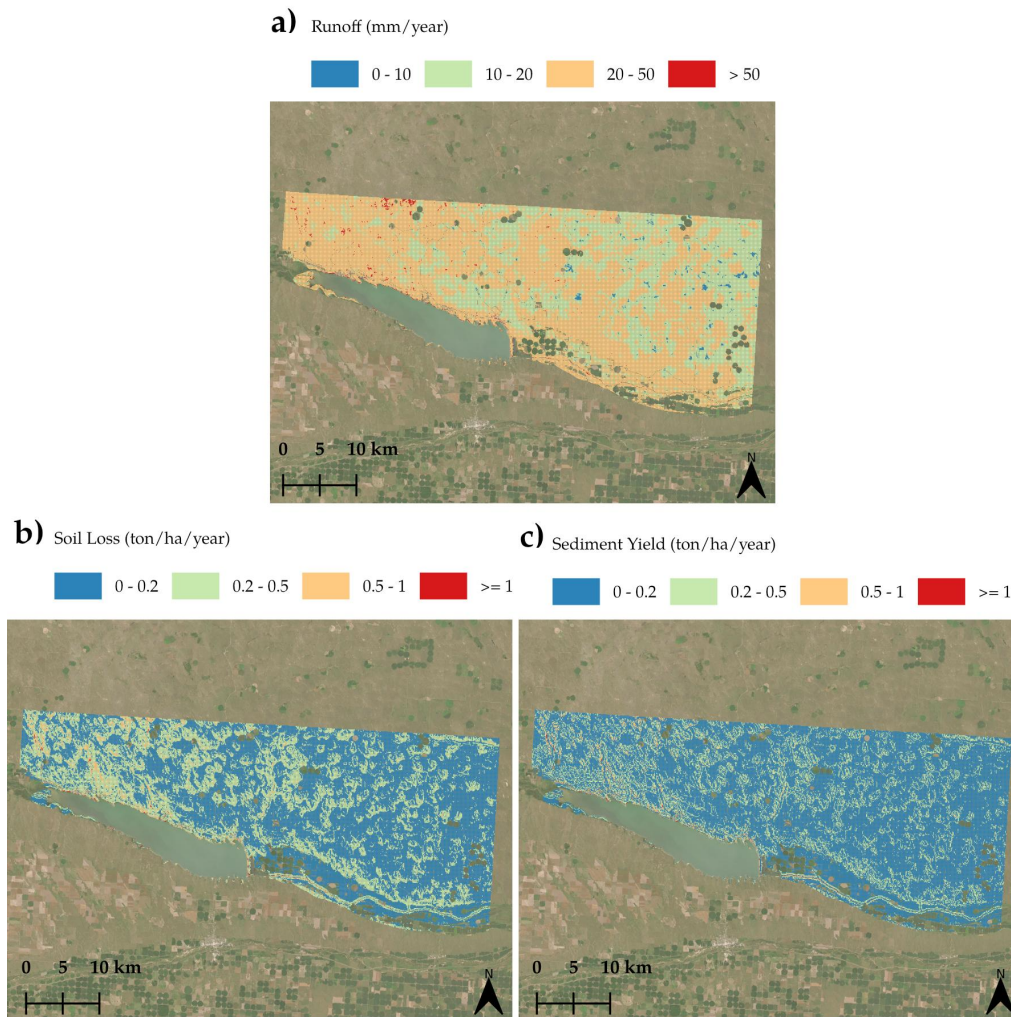 a) Runoff (mm/year)
0 - 10 10 - 20 20 - 50 > 50
0 5 10 km
N
b) Soil Loss (ton/ha/year)
0 - 0.2 0.2 - 0.5 0.5 - 1 >= 1
0 5 10 km
N
c) Sediment Yield (ton/ha/year)
0 - 0.2 0.2 - 0.5 0.5 - 1 >= 1
0 5 10 km
N